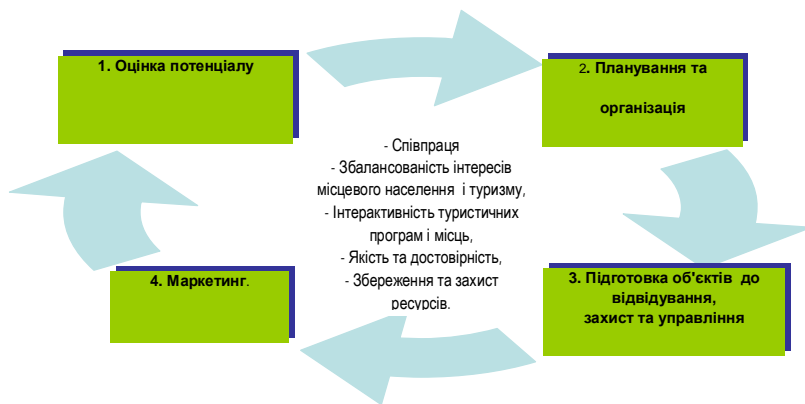 1. Оцінка потенціалу
2. Планування та
організація
- Співпраця
- Збалансованість інтересів
місцевого населення і туризму,
- Інтерактивність туристичних
програм і місць,
- Якість та достовірність,
- Збереження та захист
ресурсів.
3. Підготовка об'єктів до
відвідування,
захист та управління
4. Маркетинг.